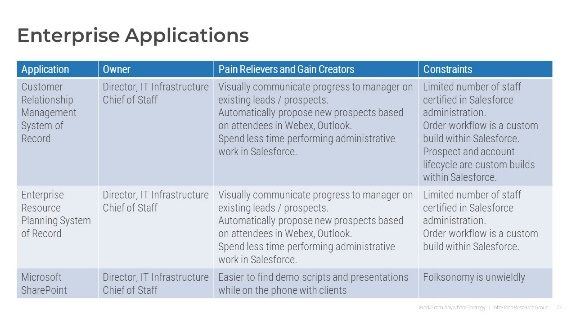 Enterprise Applications
Application
Owner
Pain Relievers and Gain Creators
Constraints
Customer
Relationship
Management
System of
Record
Director, IT Infrastructure
Chief of Staff
Visually communicate progress to manager on
existing leads / prospects.
Automatically propose new prospects based
on attendees in Webex, Outlook.
Spend less time performing administrative
work in Salesforce.
Limited number of staff
certified in Salesforce
administration.
Order workflow is a custom
build within Salesforce.
Prospect and account
lifecycle are custom builds
within Salesforce.
Enterprise
Resource
Planning System
of Record
Director, IT Infrastructure
Chief of Staff
Visually communicate progress to manager on
existing leads / prospects.
Automatically propose new prospects based
on attendees in Webex, Outlook.
Spend less time performing administrative
work in Salesforce.
Limited number of staff
certified in Salesforce
administration.
Order workflow is a custom
build within Salesforce.
Microsoft
SharePoint
Director, IT Infrastructure
Chief of Staff
Easier to find demo scripts and presentations
while on the phone with clients
Folksonomy is unwieldly